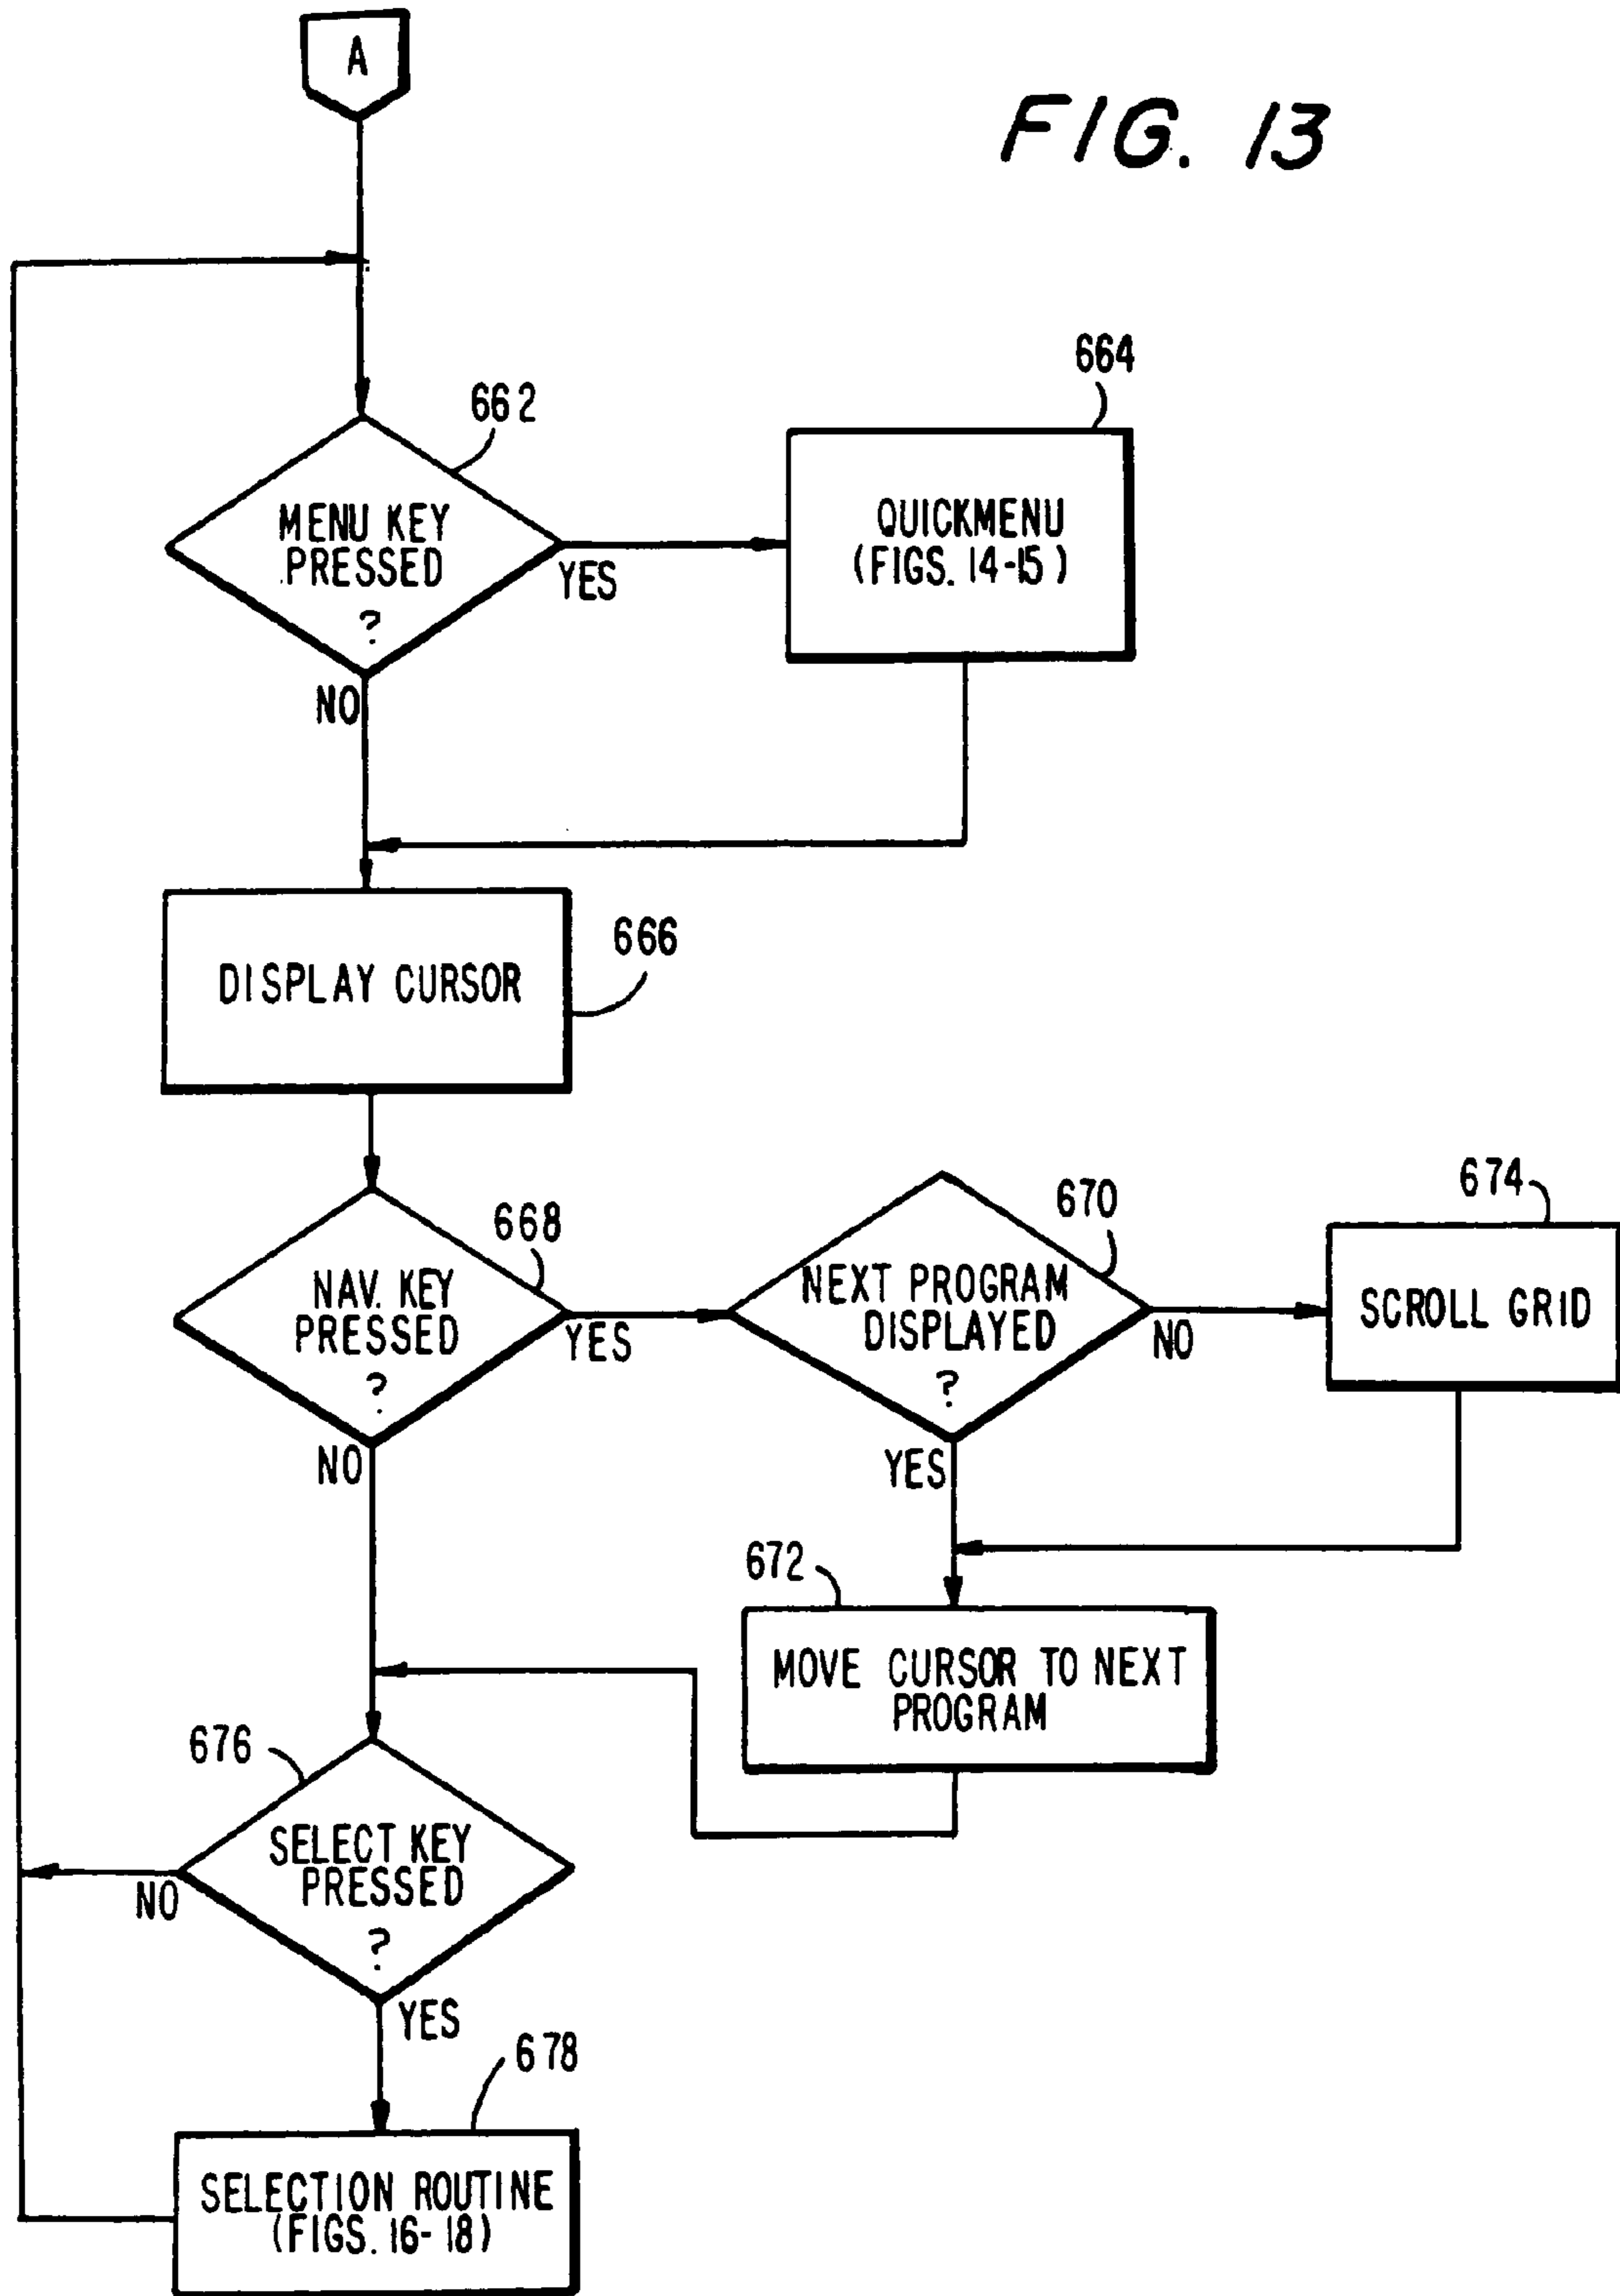 A
FIG. 13
662
MENU KEY
PRESSED
?
YES
NO
664
QUICKMENU
(FIGS. 14-15)
DISPLAY CURSOR
666
668
NAV. KEY
PRESSED
?
YES
NO
670
NEXT PROGRAM
DISPLAYED
?
NO
YES
674
SCROLL GRID
672
MOVE CURSOR TO NEXT
PROGRAM
676
SELECT KEY
PRESSED
?
NO
YES
678
SELECTION ROUTINE
(FIGS. 16-18)